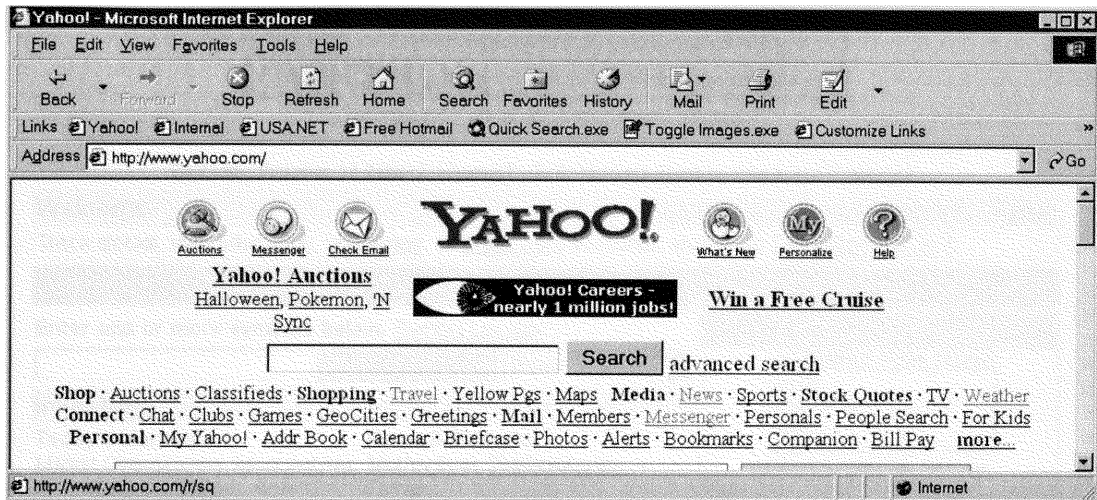 Yahoo! - Microsoft Internet Explorer
File Edit View Favorites Tools Help
Back Forward Stop Refresh Home Search Favorites History Mail Print Edit
Links Yahoo! Internal USA.NET Free Hotmail Quick Search.exe Toggle Images.exe Customize Links »
Address http://www.yahoo.com/ Go
YAHOO!
Auctions Messenger Check Email What's New My Personalize ? Help
Yahoo! Auctions
Halloween, Pokemon, 'N
Sync
Yahoo! Careers -
nearly 1 million jobs!
Win a Free Cruise
Search advanced search
Shop · Auctions · Classifieds · Shopping · Travel · Yellow Pgs · Maps Media · News · Sports · Stock Quotes · TV · Weather
Connect · Chat · Clubs · Games · GeoCities · Greetings · Mail · Members · Messenger · Personals · People Search · For Kids
Personal · My Yahoo! · Addr Book · Calendar · Briefcase · Photos · Alerts · Bookmarks · Companion · Bill Pay more...
http://www.yahoo.com/r/sq Internet